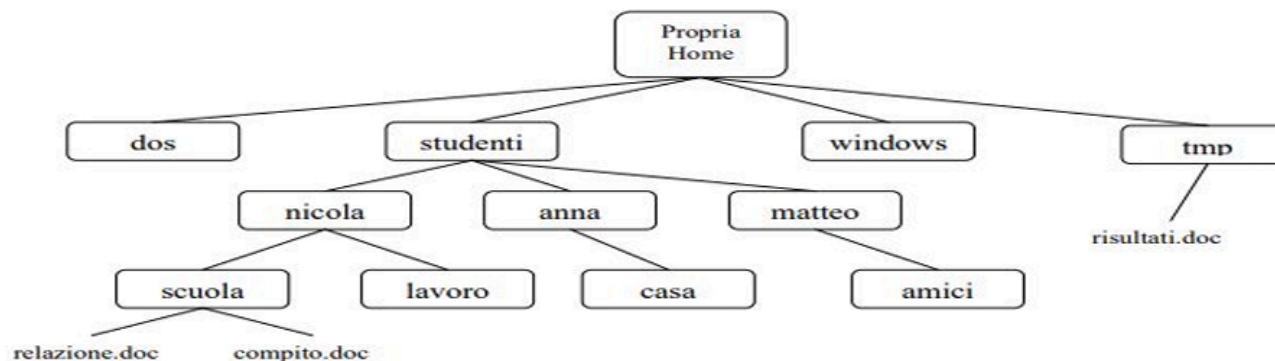 Propria
Home
dos
studenti
windows
tmp
nicola
anna
matteo
risultati.doc
scuola
lavoro
casa
amici
relazione.doc
compito.doc